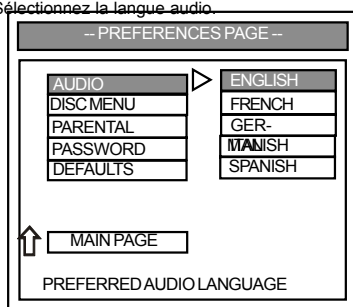 Sélectionnez la langue audio.
-- PREFERENCES PAGE --
AUDIO
DISC MENU
PARENTAL
PASSWORD
DEFAULTS
ENGLISH
FRENCH
GER-
SPANISH
MAIN PAGE
PREFERRED AUDIO LANGUAGE